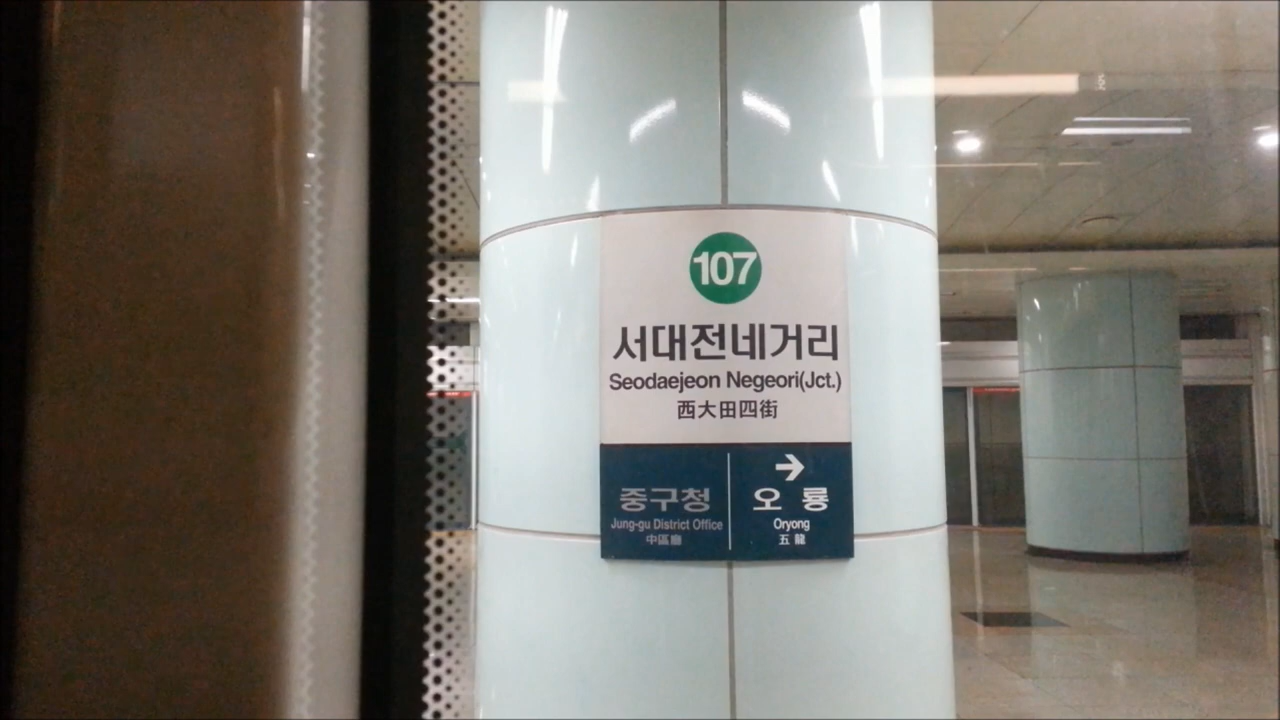 107
서대전네거리
Seodaejeon Negeori(Jct.)
西大田四街
중구청
Jung-gu District Office
中區廳
→
오룡
Oryong
五龍